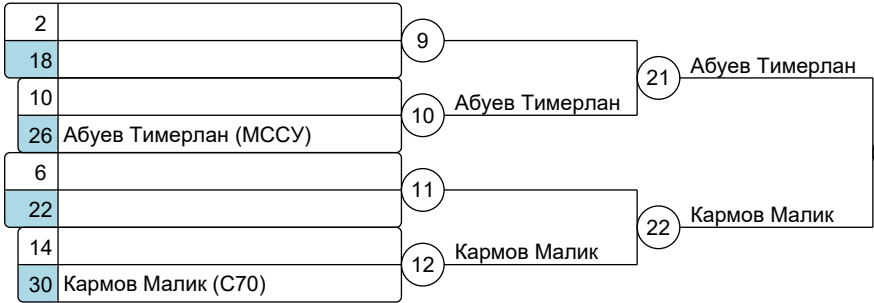 2
9
18
21 Абуев Тимерлан
10
10 Абуев Тимерлан
26 Абуев Тимерлан (МССУ)
6
11
22
22 Кармов Малик
14
12 Кармов Малик
30 Кармов Малик (С70)